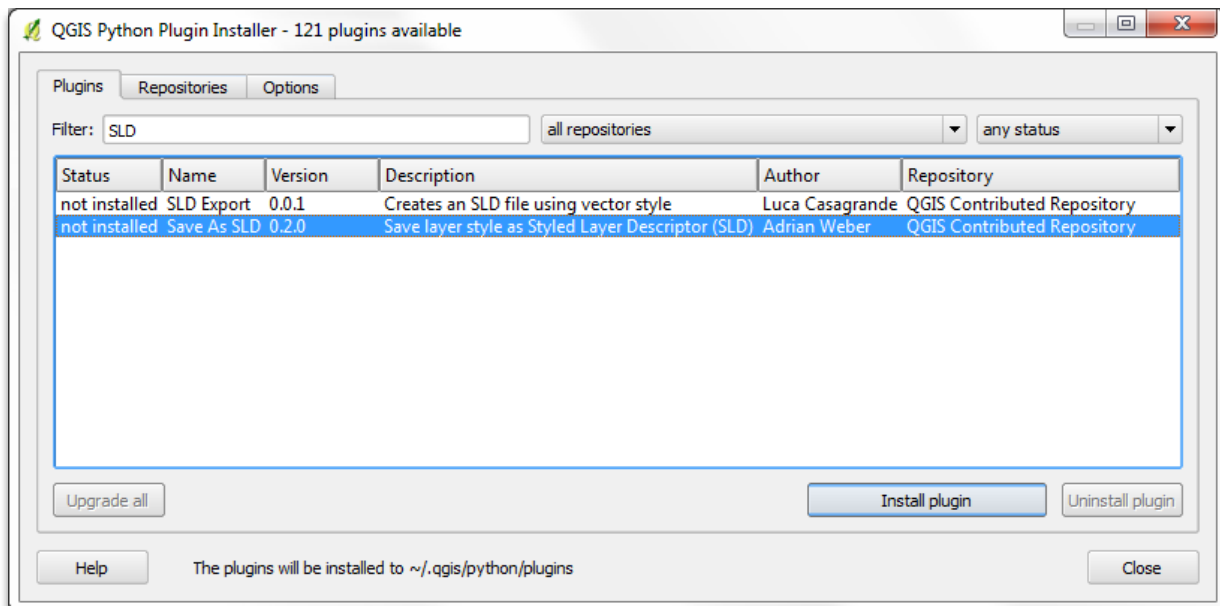 QGIS Python Plugin Installer - 121 plugins available
Plugins Repositories Options
Filter: SLD all repositories any status
Status Name Version Description Author Repository
not installed SLD Export 0.0.1 Creates an SLD file using vector style Luca Casagrande QGIS Contributed Repository
not installed Save As SLD 0.2.0 Save layer style as Styled Layer Descriptor (SLD) Adrian Weber QGIS Contributed Repository
Upgrade all Install plugin Uninstall plugin
Help The plugins will be installed to ~/.qgis/python/plugins Close